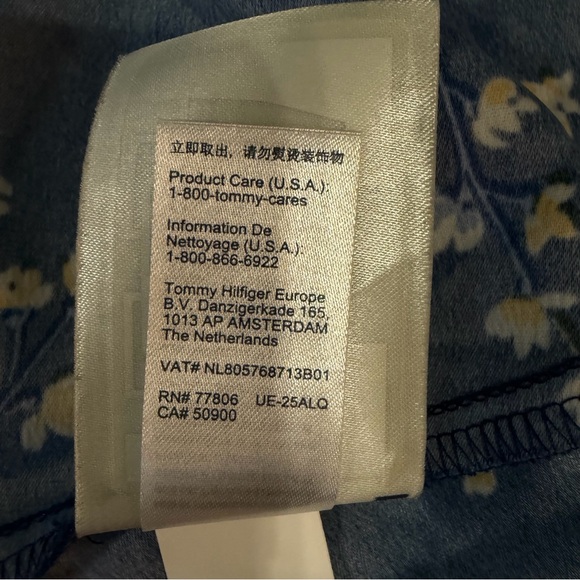 立即取出，请勿熨烫装饰物
Product Care (U.S.A.):
1-800-tommy-cares
Information De
Nettoyage (U.S.A.):
1-800-866-6922
Tommy Hilfiger Europe
B.V. Danzigerkade 165,
1013 AP AMSTERDAM
The Netherlands
VAT# NL805768713B01
RN# 77806 UE-25ALQ
CA# 50900